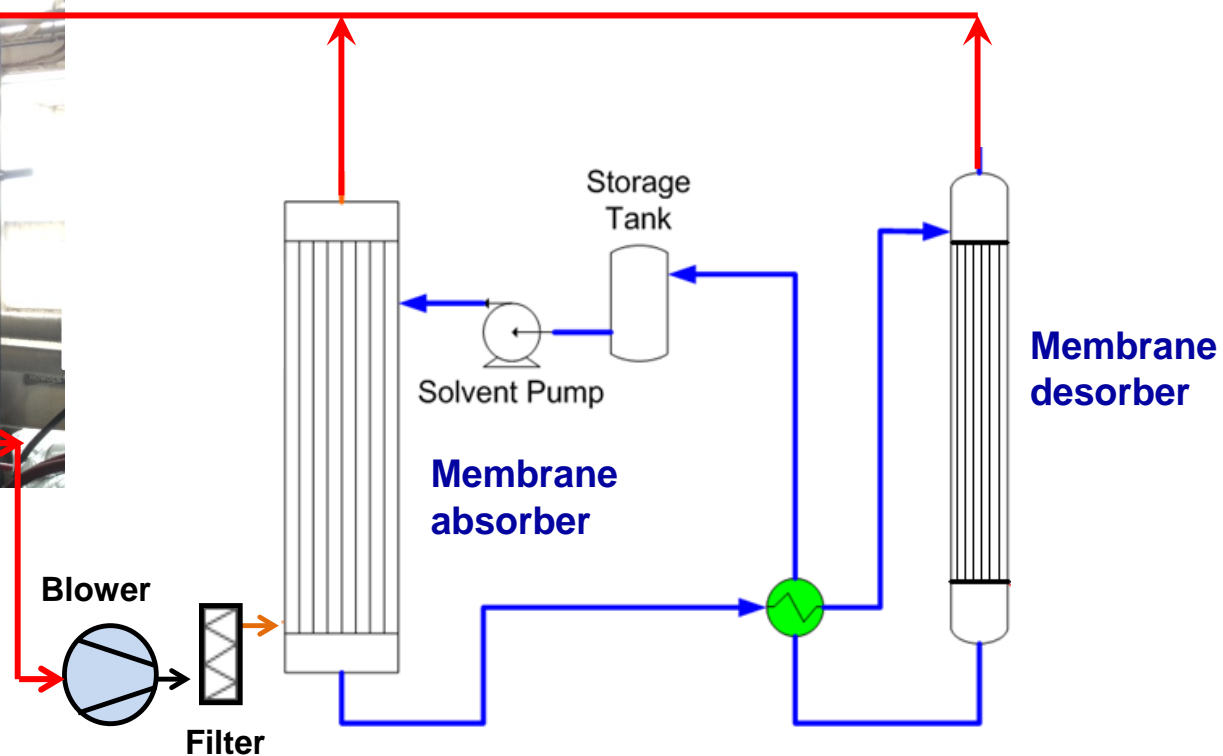 Storage
Tank
Solvent Pump
Membrane
desorber
Membrane
absorber
Blower
Filter